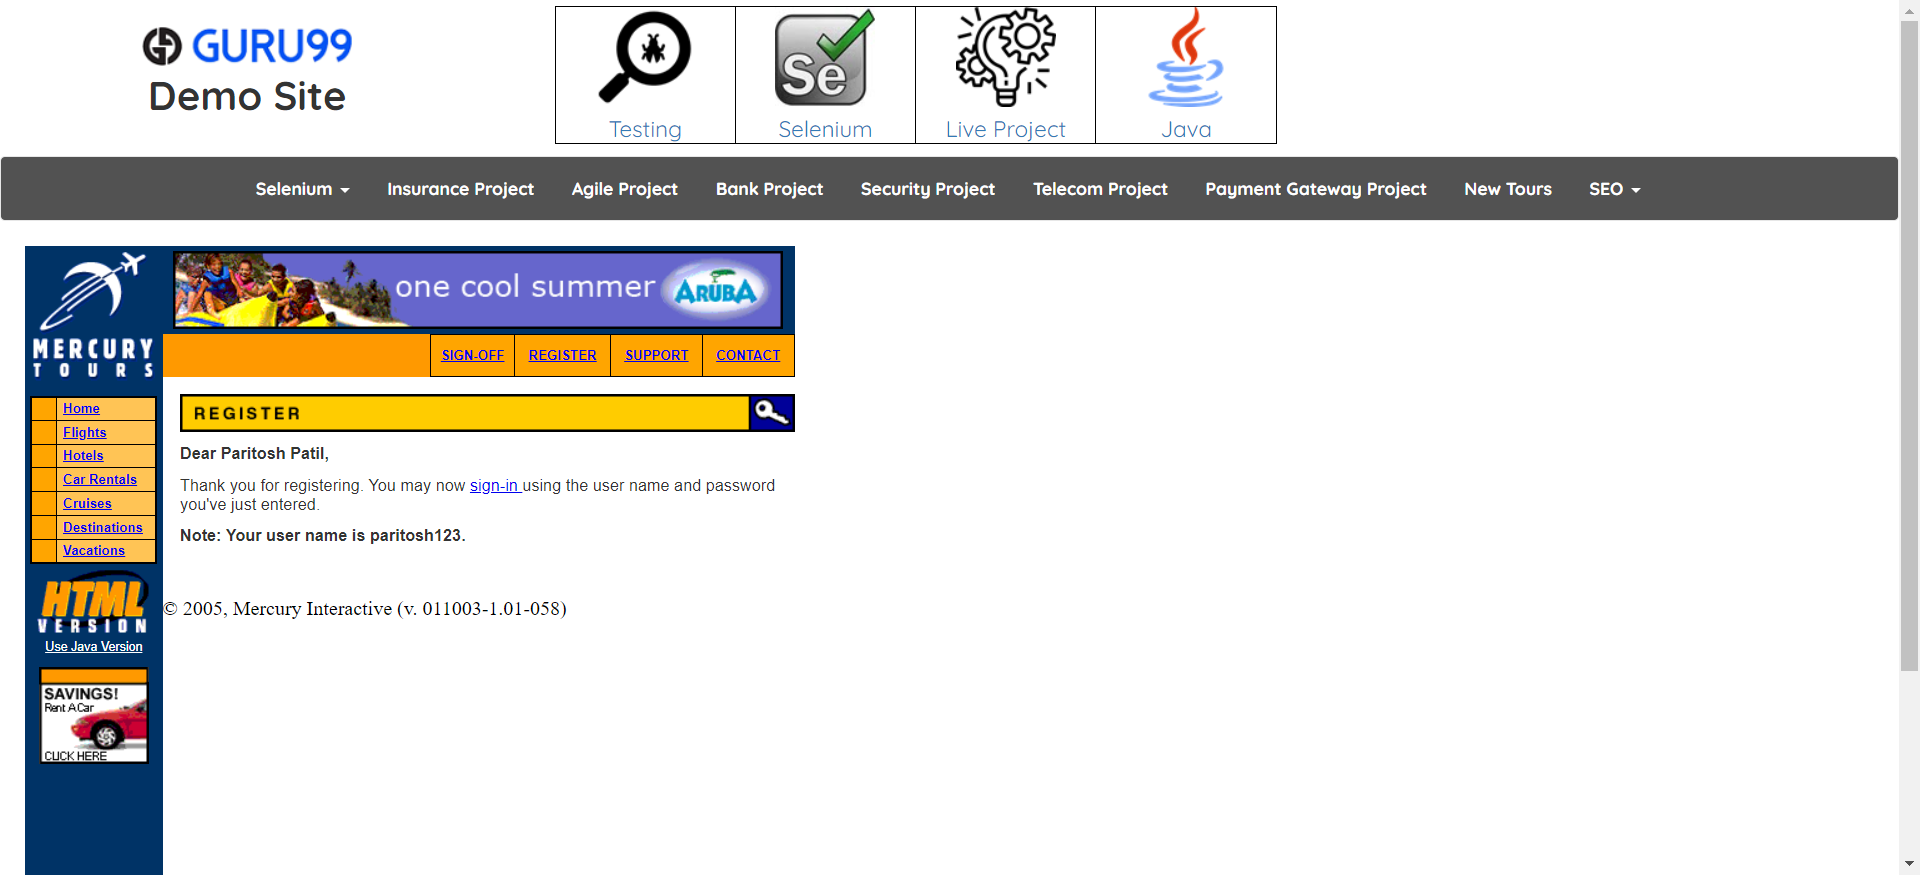 GURU99
Demo Site
Testing
Se
Selenium
Live Project
Java
Selenium
Insurance Project
Agile Project
Bank Project
Security Project
Telecom Project
Payment Gateway Project
New Tours
SEO
MERCURY
TOURS
one cool summer
ARUBA
SIGN-OFF
REGISTER
SUPPORT
CONTACT
Home
Flights
Hotels
Car Rentals
Cruises
Destinations
Vacations
HTML
VERSION
Use Java Version
SAVINGS!
Rent A Car
CLICK HERE
REGISTER
Dear Paritosh Patil,
Thank you for registering. You may now sign-in using the user name and password
you've just entered.
Note: Your user name is paritosh123.
© 2005, Mercury Interactive (v. 011003-1.01-058)